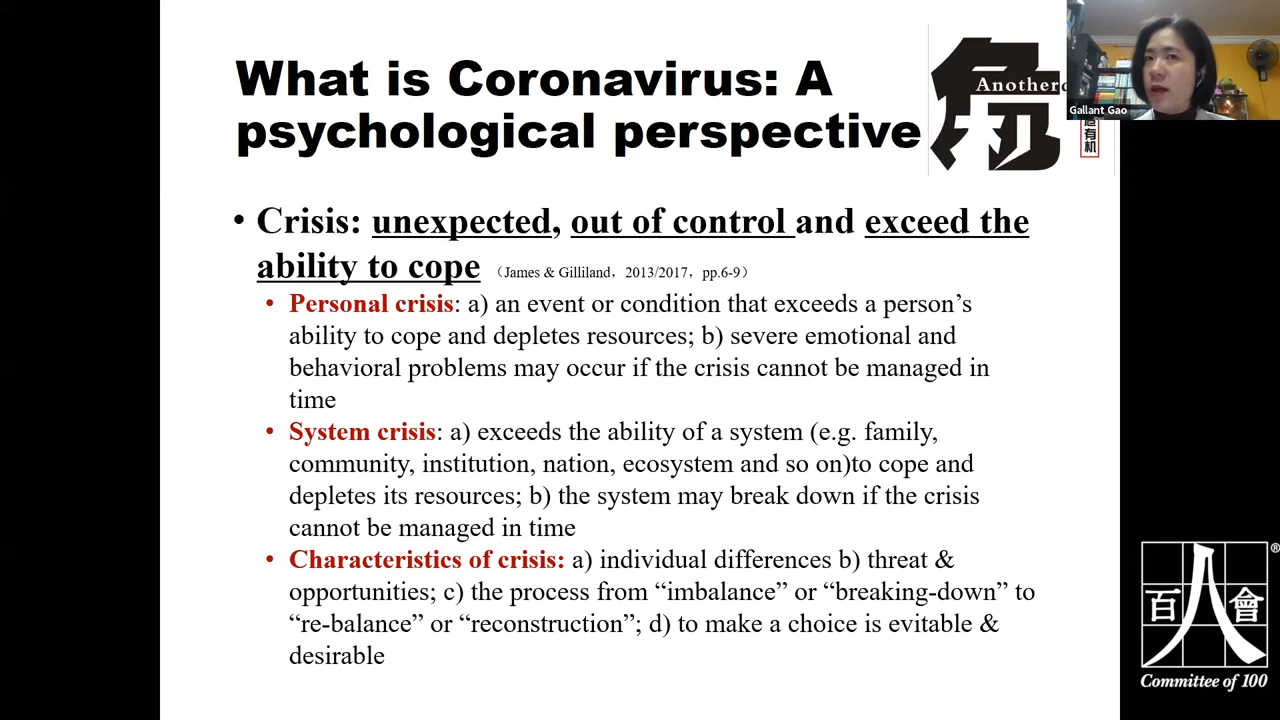 What is Coronavirus: A
psychological perspective
危
Another
Gallant Gao
有机
• Crisis: unexpected, out of control and exceed the
ability to cope （James & Gilliland，2013/2017，pp.6-9）
• Personal crisis: a) an event or condition that exceeds a person’s
ability to cope and depletes resources; b) severe emotional and
behavioral problems may occur if the crisis cannot be managed in
time
• System crisis: a) exceeds the ability of a system (e.g. family,
community, institution, nation, ecosystem and so on)to cope and
depletes its resources; b) the system may break down if the crisis
cannot be managed in time
• Characteristics of crisis: a) individual differences b) threat &
opportunities; c) the process from “imbalance” or “breaking-down” to
“re-balance” or “reconstruction”; d) to make a choice is evitable &
desirable
百人會
®
Committee of 100